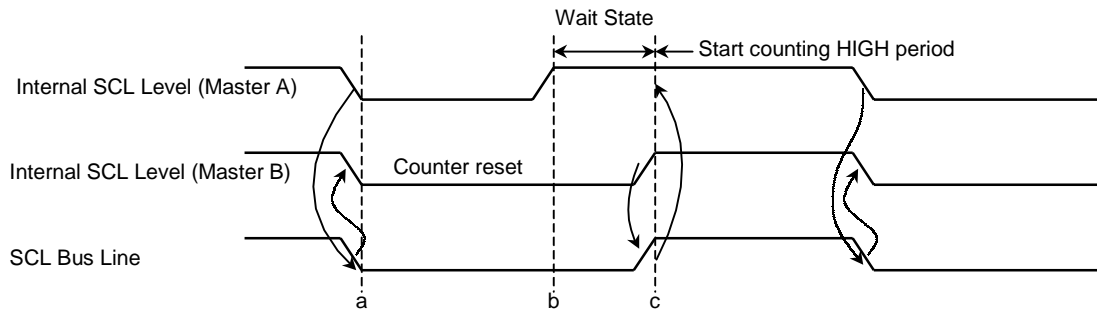 Wait State
Start counting HIGH period
Internal SCL Level (Master A)
Internal SCL Level (Master B)
Counter reset
SCL Bus Line
a
b
c